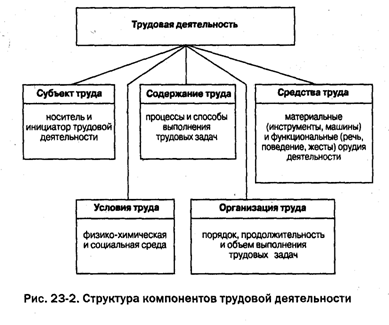 Трудовая деятельность
Субъект труда
носитель и
инициатор трудовой
деятельности
Содержание труда
процессы и способы
выполнения
трудовых задач
Средства труда
материальные
(инструменты, машины)
и функциональные (речь,
поведение, жесты) орудия
деятельности
Условия труда
физико-химическая
и социальная среда
Организация труда
порядок, продолжительность
и объем выполнения
трудовых задач
Рис. 23-2. Структура компонентов трудовой деятельности